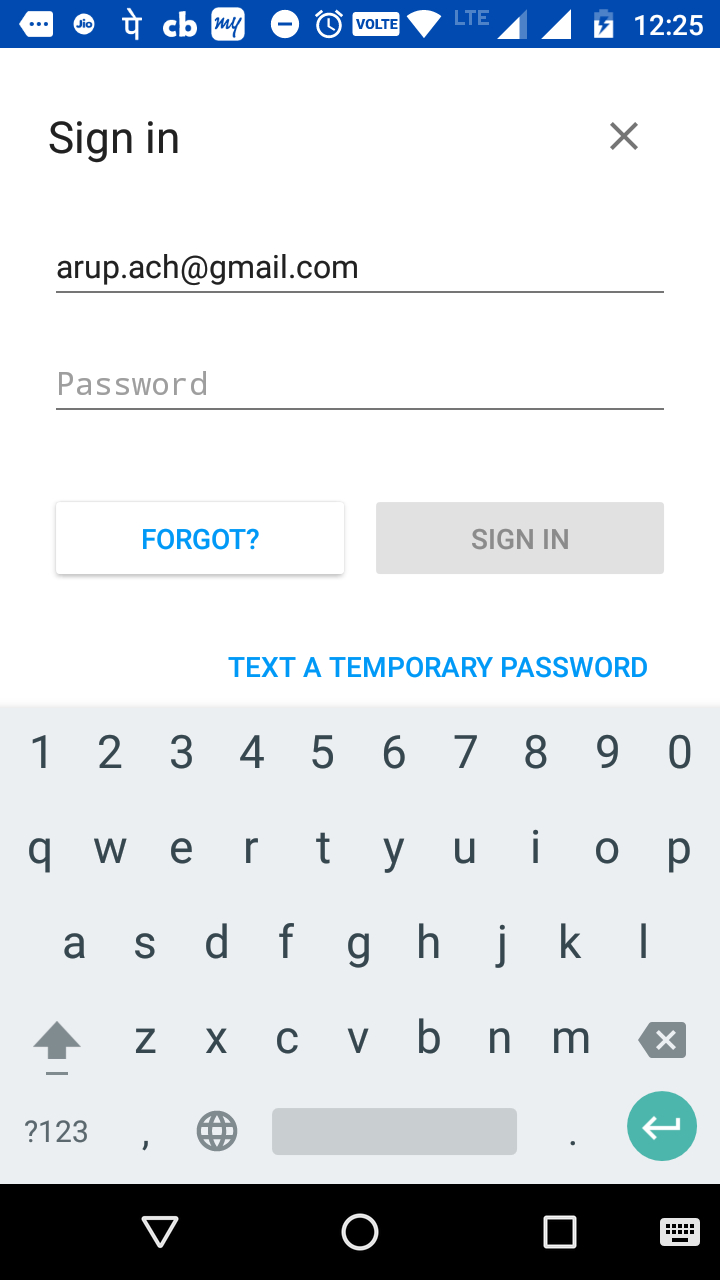 Jio पे cb my VOLTE LTE 12:25
Sign in
arup.ach@gmail.com
Password
FORGOT? SIGN IN
TEXT A TEMPORARY PASSWORD
1 2 3 4 5 6 7 8 9 0
q w e r t y u i o p
a s d f g h j k l
z x c v b n m
?123 , .